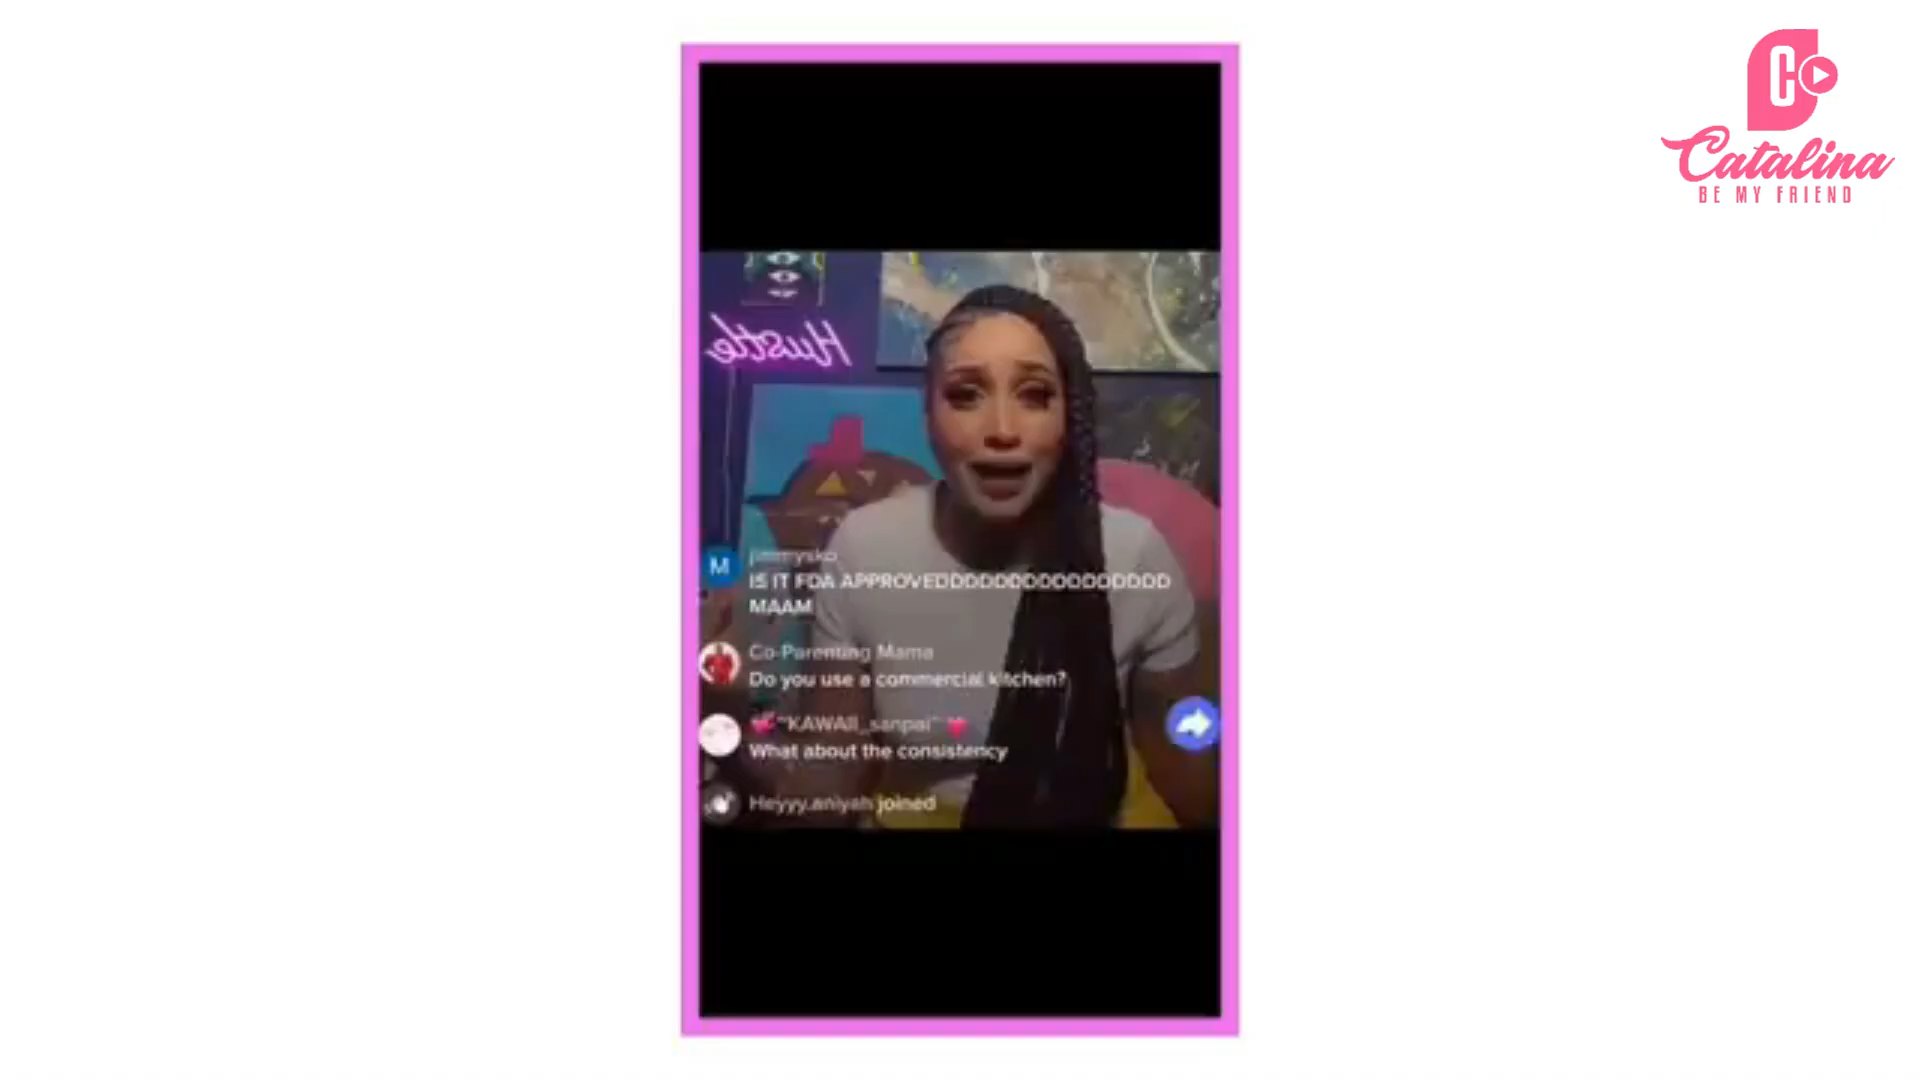 C
Catalina
BE MY FRIEND
Hustle
M
jimmysko
IS IT FDA APPROVEDDDDDDDDDDDDDDDD
MAAM
Co-Parenting Mama
Do you use a commercial kitchen?
"KAWAII_sanpai"
What about the consistency
Heyyy.aniyah joined